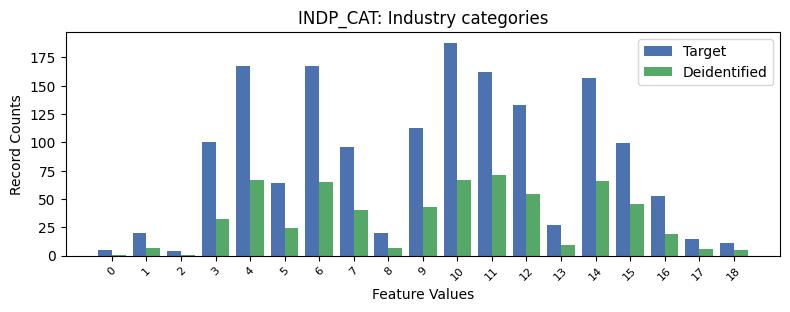 INDP_CAT: Industry categories
Target
Deidentified
Record Counts
175
150
125
100
75
50
25
0
0 1 2 3 4 5 6 7 8 9 10 11 12 13 14 15 16 17 18
Feature Values